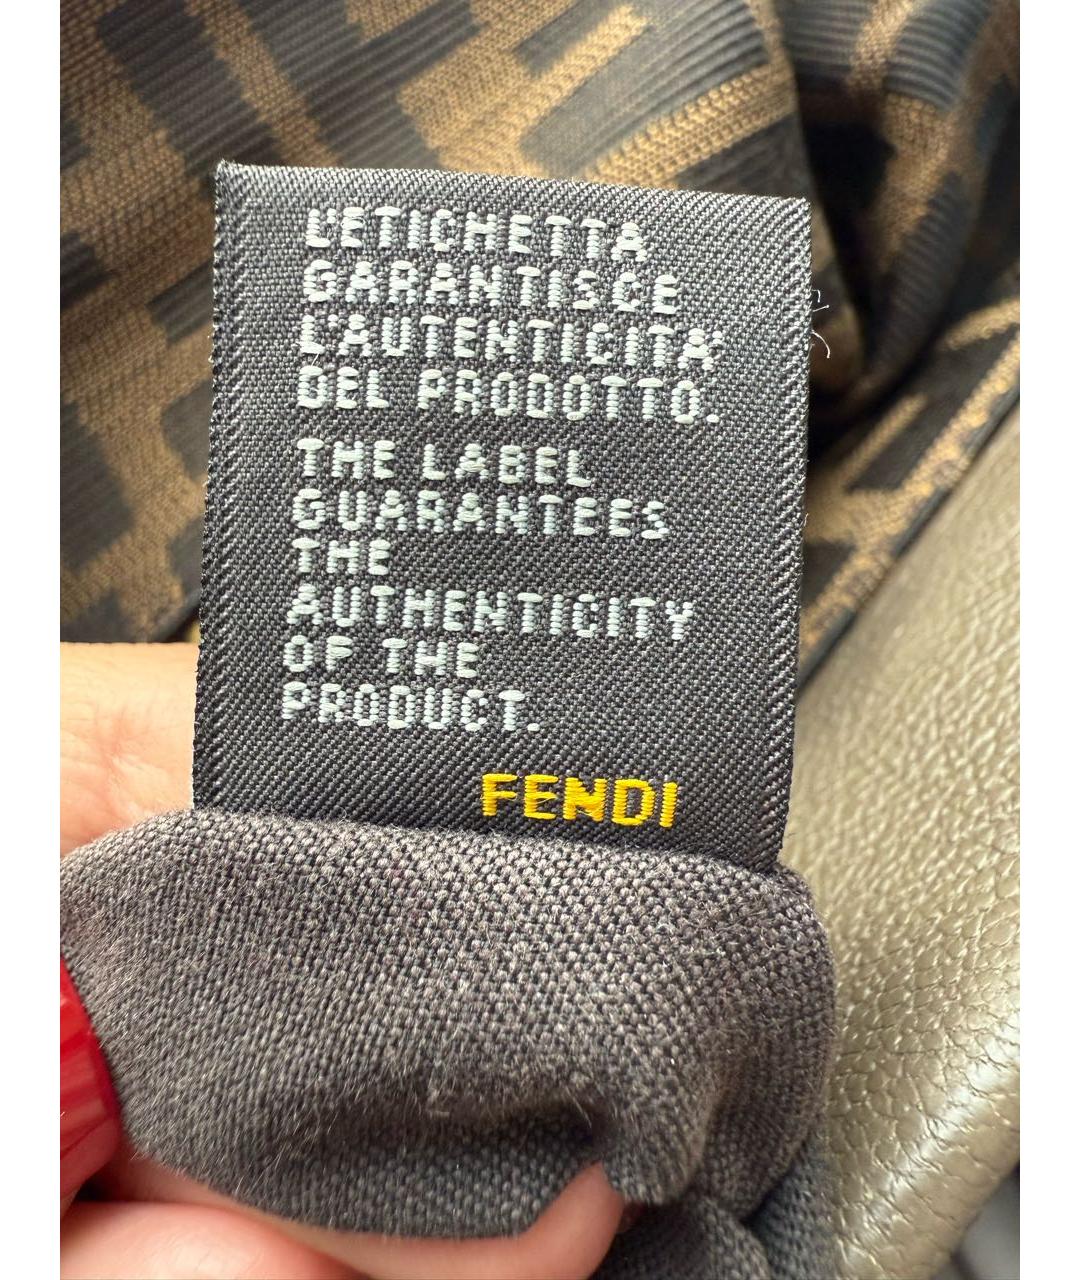 L'ETICHETTA
GARANTISCE
L'AUTENTICITA'
DEL PRODOTTO.
THE LABEL
GUARANTEES
THE
AUTHENTICITY
OF THE
PRODUCT.
FENDI